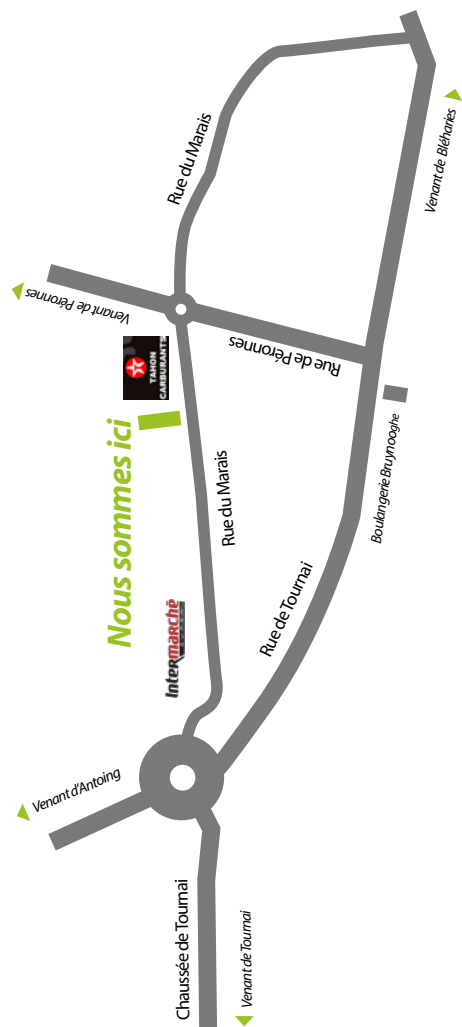 Rue du Marais
Venant de Bléharies
Venant de Péronnes
Rue de Péronnes
TAHON
CARBURANTS
Nous sommes ici
Rue du Marais
Boulangerie Bruynooghe
Intermarché
Rue de Tournai
Venant d'Antoing
Chaussée de Tournai
Venant de Tournai